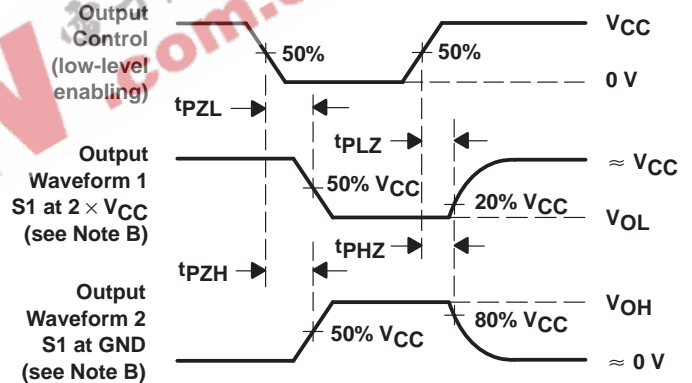 Output
Control
(low-level
enabling)
50%
50%
VCC
0 V
tPZL
tPLZ
Output
Waveform 1
S1 at 2 × VCC
(see Note B)
50% VCC
20% VCC
≈ VCC
VOL
tPZH
tPHZ
Output
Waveform 2
S1 at GND
(see Note B)
50% VCC
80% VCC
VOH
≈ 0 V
.com